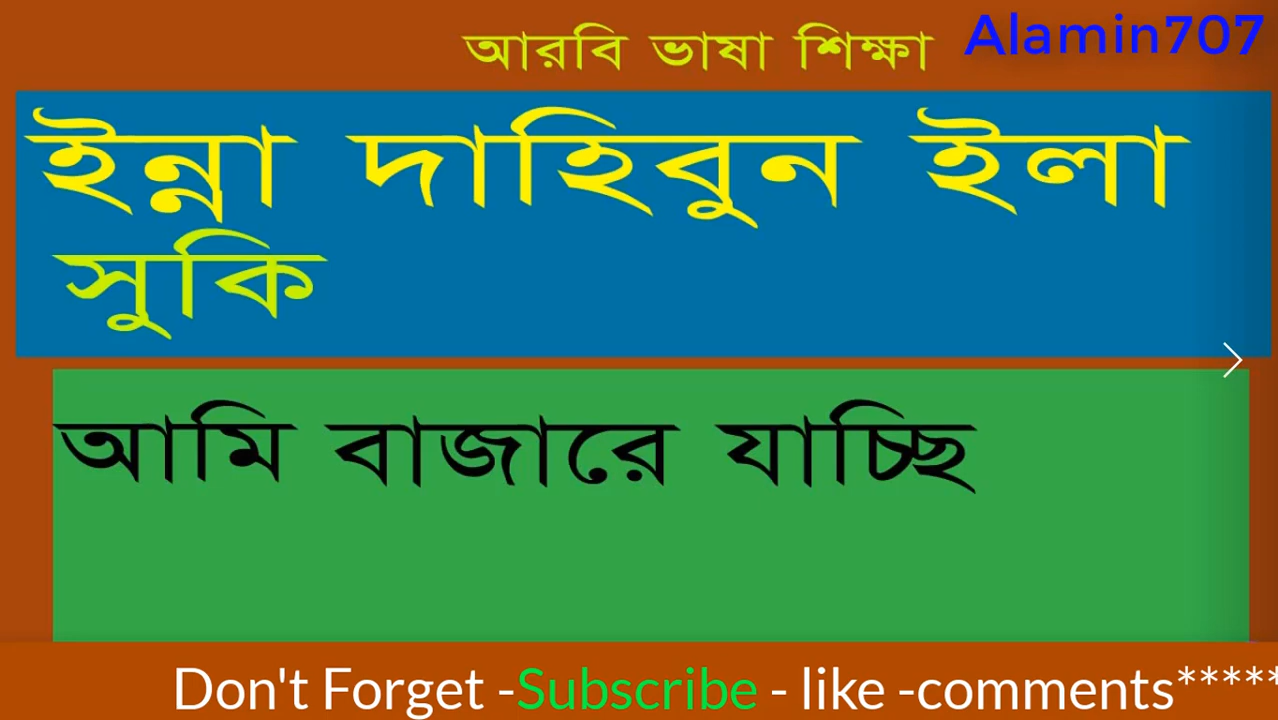 আরবি ভাষা শিক্ষা Alamin707
ইন্না দাহিবুন ইলা
সুকি
আমি বাজারে যাচ্ছি
Don't Forget -Subscribe - like -comments*****